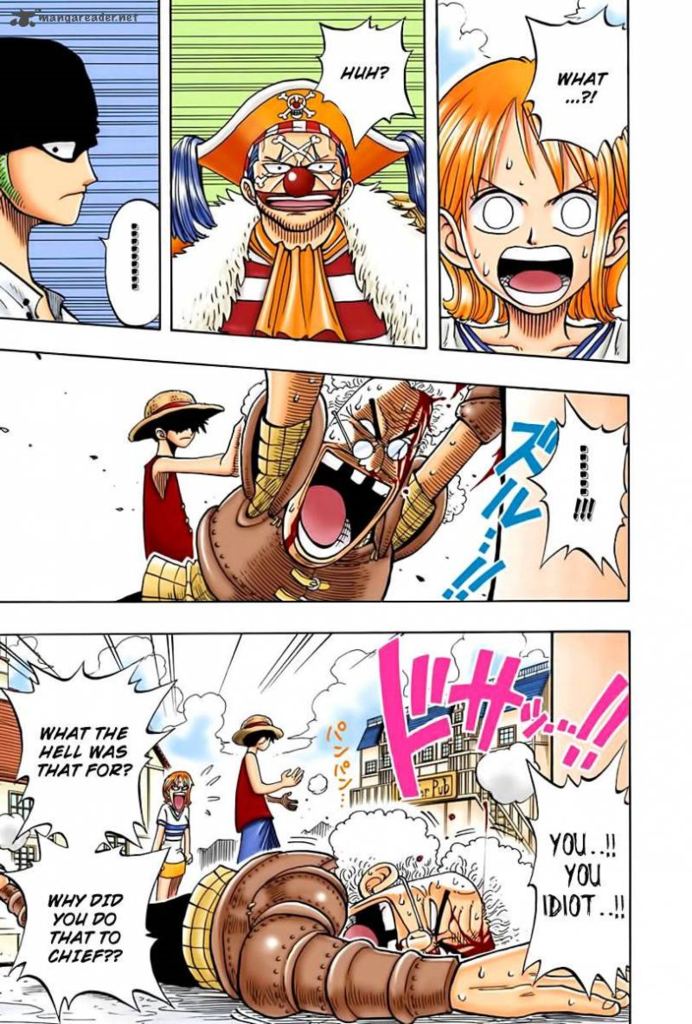 mangareader.net
WHAT
...?!
HUH?
..........
.......!!!
ズル...!!
YOU..!!
YOU
IDIOT..!!
ドサッ..!!
パンパン...
Pub
WHAT THE
HELL WAS
THAT FOR?
WHY DID
YOU DO
THAT TO
CHIEF??